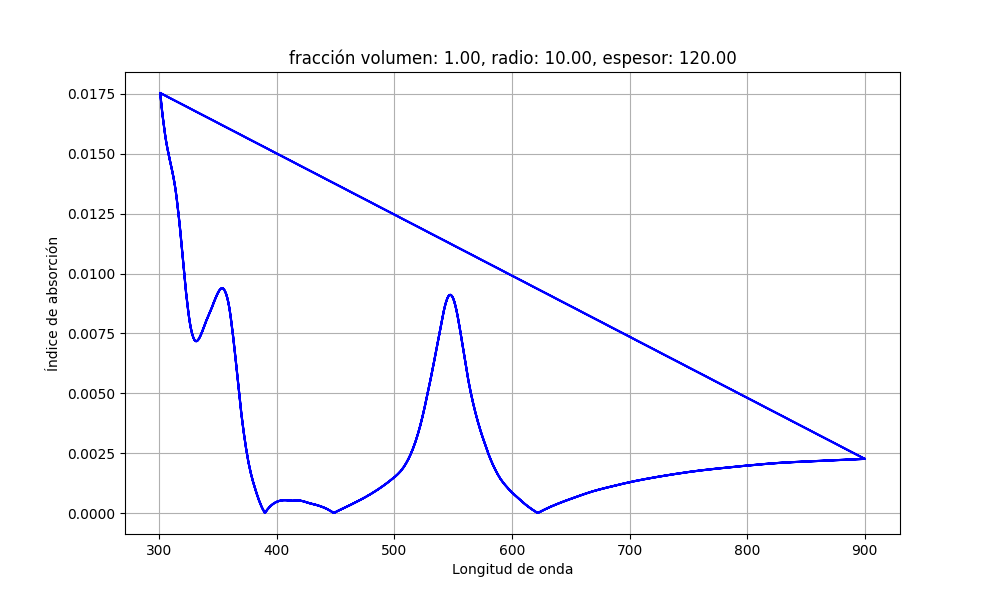 fracción volumen: 1.00, radio: 10.00, espesor: 120.00
0.0175
0.0150
0.0125
0.0100
0.0075
0.0050
0.0025
0.0000
Índice de absorción
300 400 500 600 700 800 900
Longitud de onda